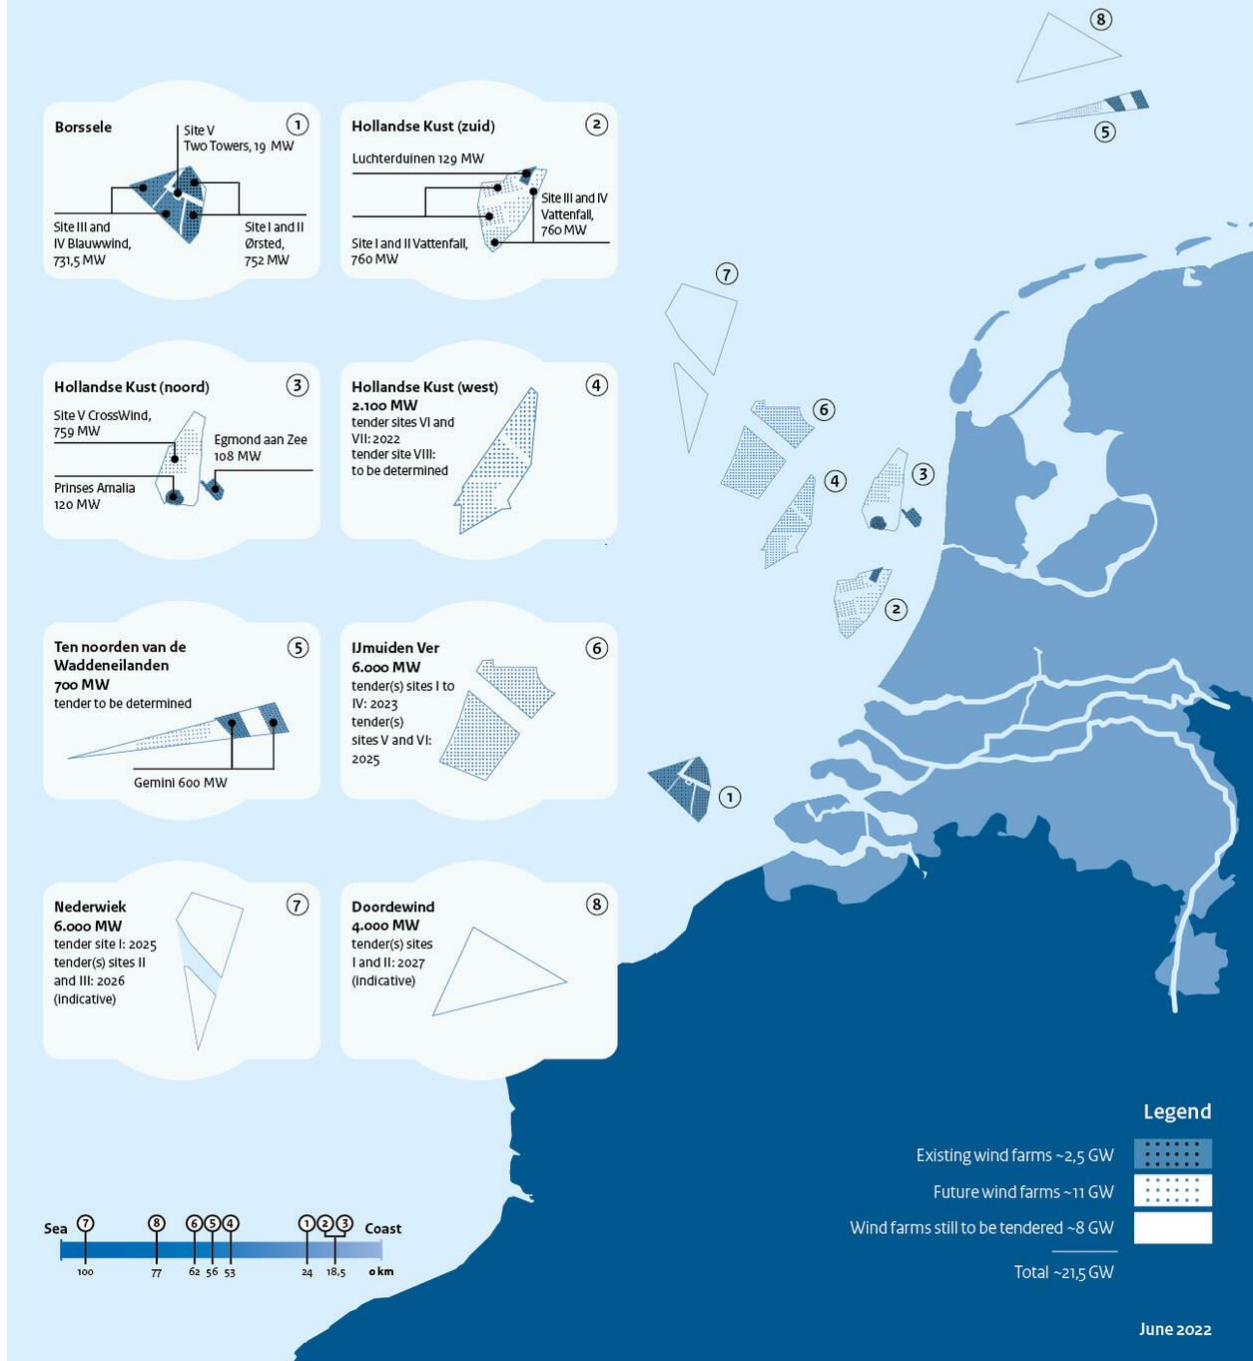 Borssele
1
Site V
Two Towers, 19 MW
Site III and
IV Blauwwind,
731,5 MW
Site I and II
Ørsted,
752 MW
Hollandse Kust (zuid)
2
Luchterduinen 129 MW
Site III and IV
Vattenfall,
760 MW
Site I and II Vattenfall,
760 MW
Hollandse Kust (noord)
3
Site V CrossWind,
759 MW
Egmond aan Zee
108 MW
Prinses Amalia
120 MW
Hollandse Kust (west)
4
2.100 MW
tender sites VI and
VII: 2022
tender site VIII:
to be determined
Ten noorden van de
Waddeneilanden
5
700 MW
tender to be determined
Gemini 600 MW
IJmuiden Ver
6
6.000 MW
tender(s) sites I to
IV: 2023
tender(s)
sites V and VI:
2025
Nederwiek
7
6.000 MW
tender site I: 2025
tender(s) sites II
and III: 2026
(indicative)
Doordewind
8
4.000 MW
tender(s) sites
I and II: 2027
(indicative)
8
5
7
6
4
3
2
1
Legend
Existing wind farms ~2,5 GW
Future wind farms ~11 GW
Wind farms still to be tendered ~8 GW
Total ~21,5 GW
Sea 7 8 6 5 4 1 2 3 Coast
100 77 62 56 53 24 18,5 0 km
June 2022